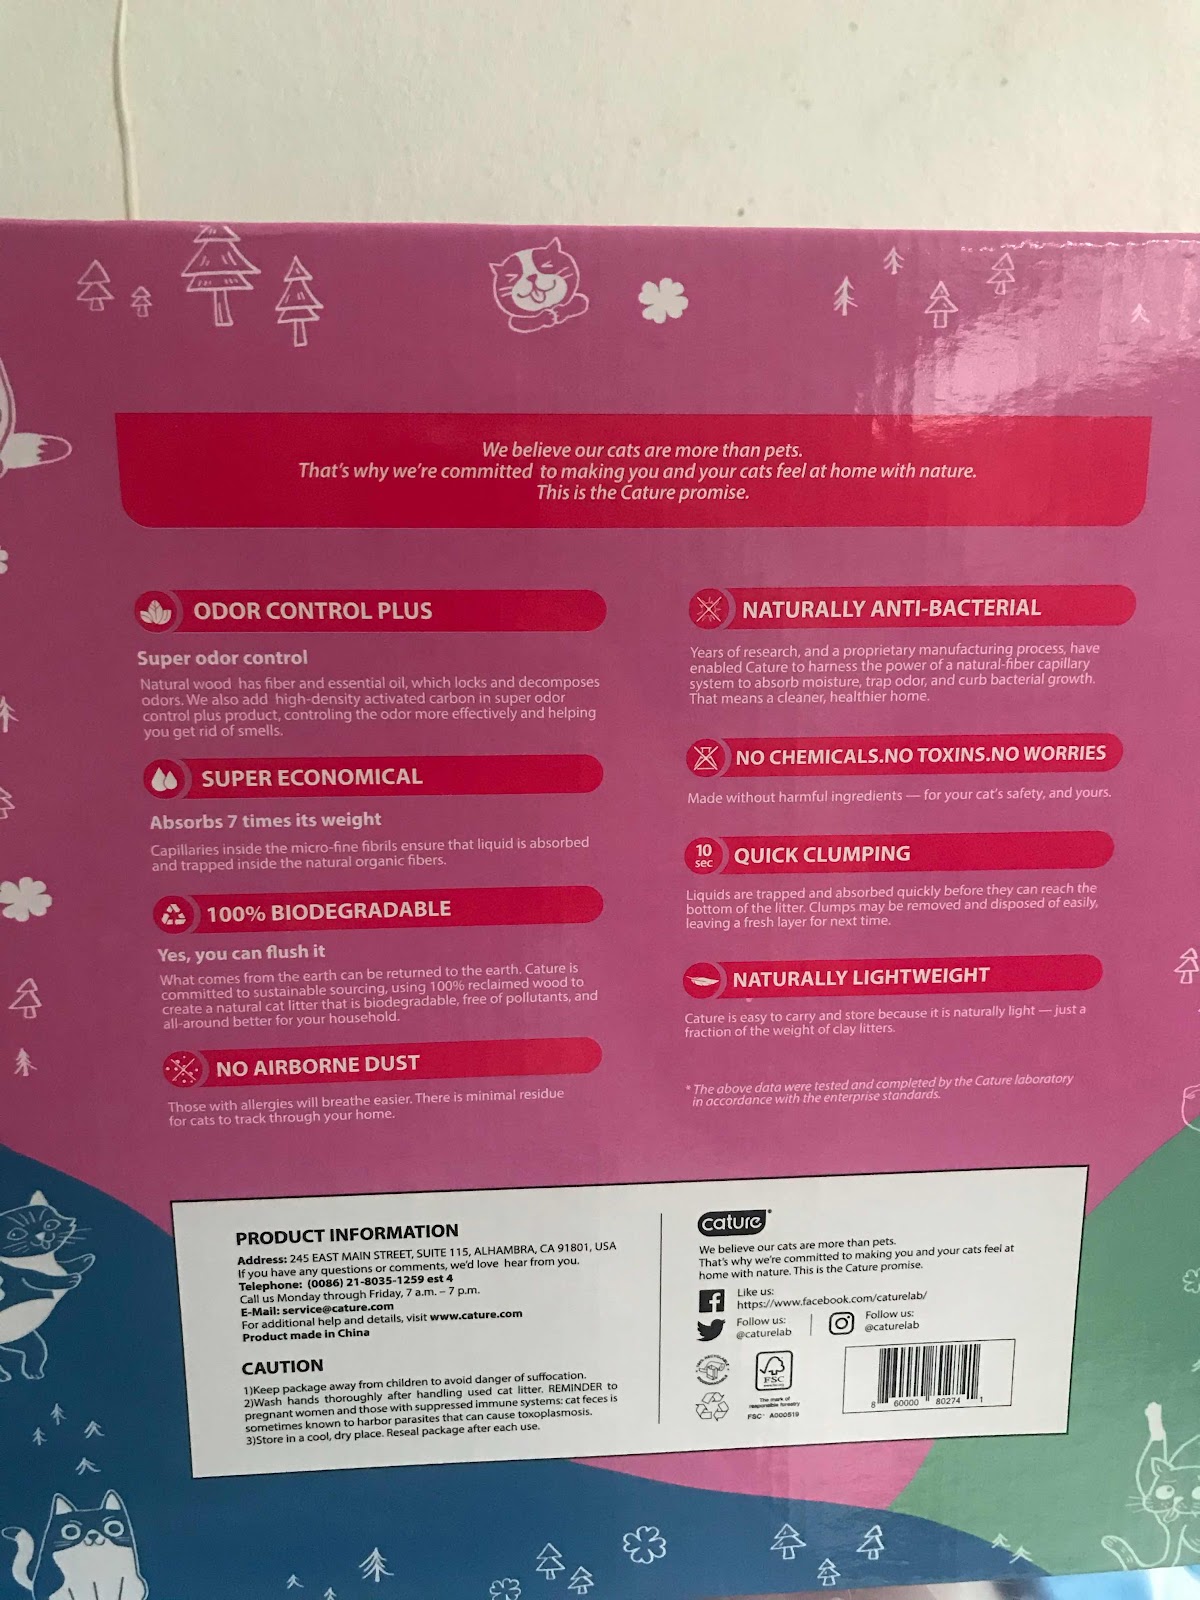 We believe our cats are more than pets.
That's why we're committed to making you and your cats feel at home with nature.
This is the Cature promise.
ODOR CONTROL PLUS
Super odor control
Natural wood has fiber and essential oil, which locks and decomposes
odors. We also add high-density activated carbon in super odor
control plus product, controling the odor more effectively and helping
you get rid of smells.
SUPER ECONOMICAL
Absorbs 7 times its weight
Capillaries inside the micro-fine fibrils ensure that liquid is absorbed
and trapped inside the natural organic fibers.
100% BIODEGRADABLE
Yes, you can flush it
What comes from the earth can be returned to the earth. Cature is
committed to sustainable sourcing, using 100% reclaimed wood to
create a natural cat litter that is biodegradable, free of pollutants, and
all-around better for your household.
NO AIRBORNE DUST
Those with allergies will breathe easier. There is minimal residue
for cats to track through your home.
NATURALLY ANTI-BACTERIAL
Years of research, and a proprietary manufacturing process, have
enabled Cature to harness the power of a natural-fiber capillary
system to absorb moisture, trap odor, and curb bacterial growth.
That means a cleaner, healthier home.
NO CHEMICALS.NO TOXINS.NO WORRIES
Made without harmful ingredients — for your cat's safety, and yours.
10
sec
QUICK CLUMPING
Liquids are trapped and absorbed quickly before they can reach the
bottom of the litter. Clumps may be removed and disposed of easily,
leaving a fresh layer for next time.
NATURALLY LIGHTWEIGHT
Cature is easy to carry and store because it is naturally light — just a
fraction of the weight of clay litters.
* The above data were tested and completed by the Cature laboratory
in accordance with the enterprise standards.
PRODUCT INFORMATION
Address: 245 EAST MAIN STREET, SUITE 115, ALHAMBRA, CA 91801, USA
If you have any questions or comments, we'd love hear from you.
Telephone: (0086) 21-8035-1259 est 4
Call us Monday through Friday, 7 a.m. – 7 p.m.
E-Mail: service@cature.com
For additional help and details, visit www.cature.com
Product made in China
CAUTION
1)Keep package away from children to avoid danger of suffocation.
2)Wash hands thoroughly after handling used cat litter. REMINDER to
pregnant women and those with suppressed immune systems: cat feces is
sometimes known to harbor parasites that can cause toxoplasmosis.
3)Store in a cool, dry place. Reseal package after each use.
cature®
We believe our cats are more than pets.
That's why we're committed to making you and your cats feel at
home with nature. This is the Cature promise.
Like us:
https://www.facebook.com/caturelab/
Follow us:
@caturelab
Follow us:
@caturelab
FSC
The mark of
responsible forestry
FSC® A000519
8 60000 80274 1